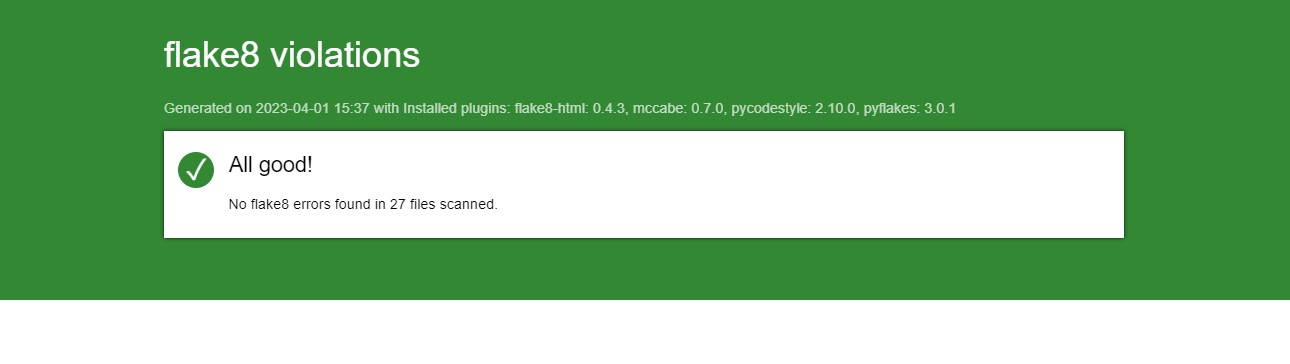 flake8 violations
Generated on 2023-04-01 15:37 with Installed plugins: flake8-html: 0.4.3, mccabe: 0.7.0, pycodestyle: 2.10.0, pyflakes: 3.0.1
All good!
No flake8 errors found in 27 files scanned.